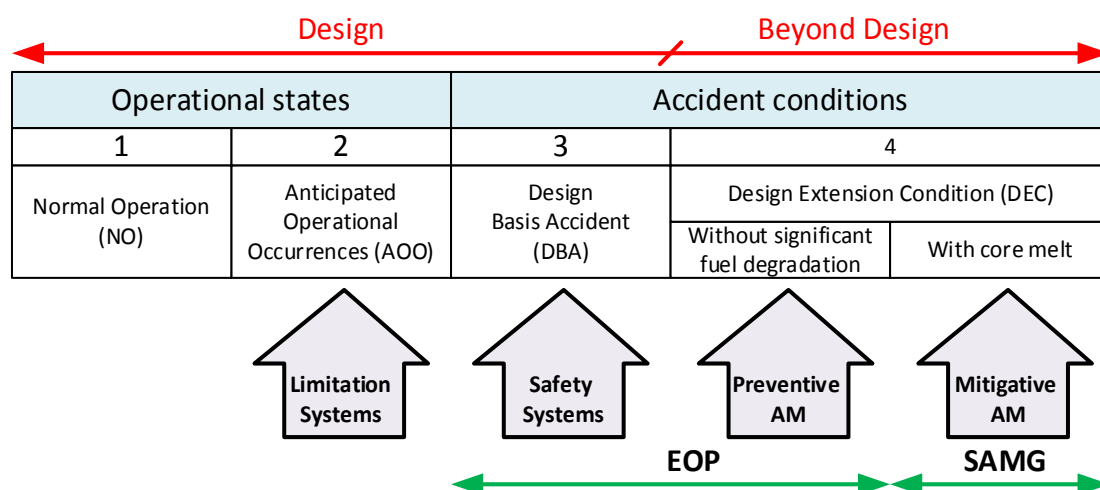 Design
Beyond Design
Operational states
Accident conditions
1
2
3
4
Normal Operation
(NO)
Anticipated
Operational
Occurrences (AOO)
Design
Basis Accident
(DBA)
Design Extension Condition (DEC)
Without significant
fuel degradation
With core melt
Limitation
Systems
Safety
Systems
Preventive
AM
Mitigative
AM
EOP
SAMG